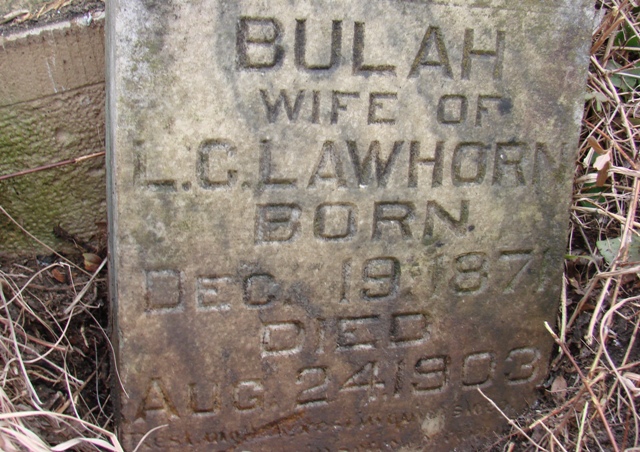 BULAH
WIFE OF
L.C. LAWHORN
BORN.
DEC. 19. 1871
DIED
AUG 24. 1903